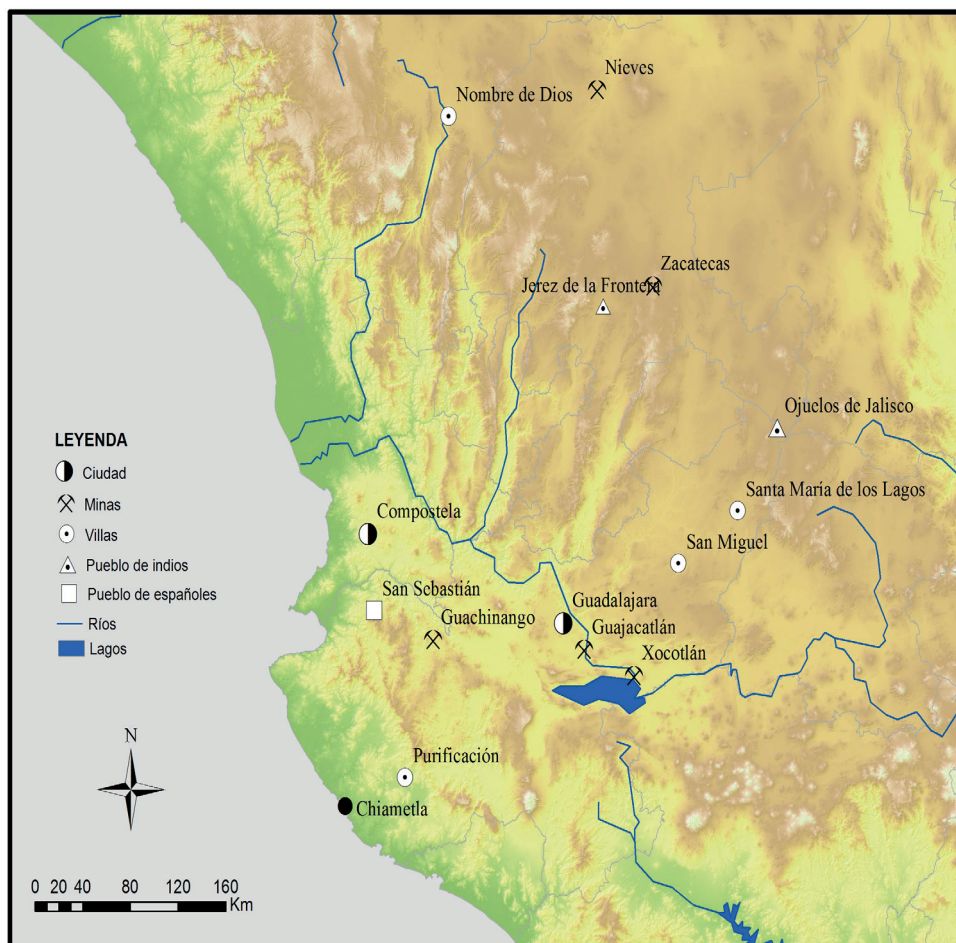 Nieves
Nombre de Dios
Zacatecas
Jerez de la Frontera
Ojuelos de Jalisco
LEYENDA
Ciudad
Minas
Villas
Pueblo de indios
Pueblo de españoles
Ríos
Lagos
Santa María de los Lagos
Compostela
San Miguel
San Sebastián
Guachinango
Guadalajara
Guajacatlán
Xocotlán
N
Purificación
Chiametla
0 20 40 80 120 160
Km